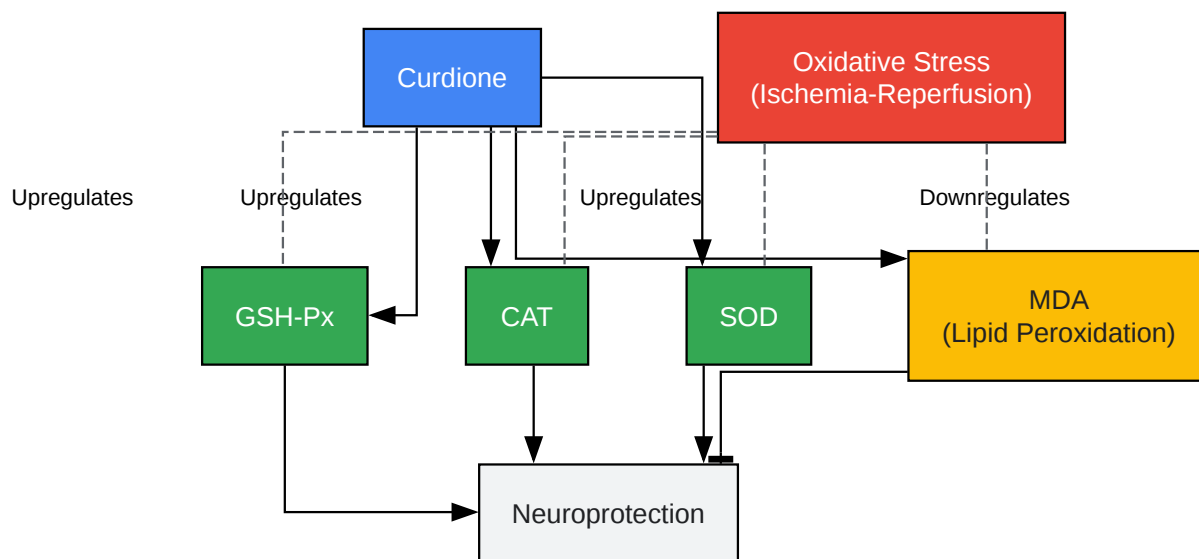 Curdione
Oxidative Stress
(Ischemia-Reperfusion)
Upregulates
Upregulates
Upregulates
Downregulates
GSH-Px
CAT
SOD
MDA
(Lipid Peroxidation)
Neuroprotection